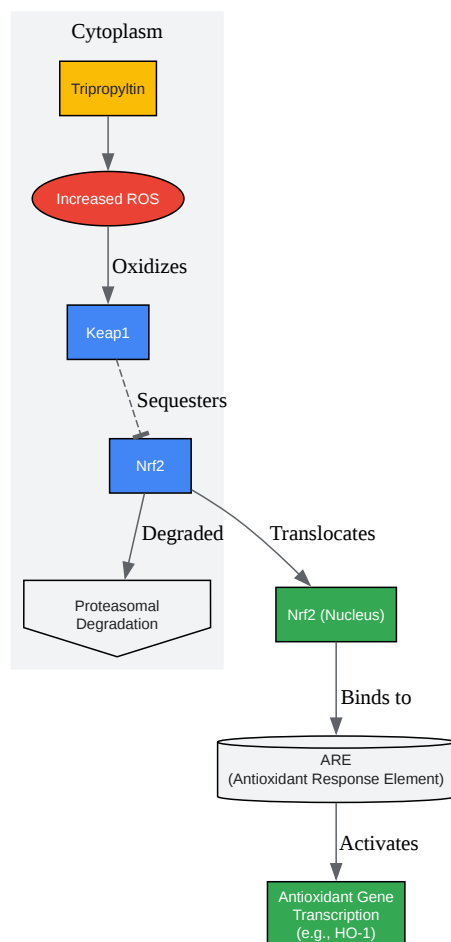 Cytoplasm
Tripropyltin
Increased ROS
Oxidizes
Keap1
Sequesters
Nrf2
Degraded
Translocates
Proteasomal
Degradation
Nrf2 (Nucleus)
Binds to
ARE
(Antioxidant Response Element)
Activates
Antioxidant Gene
Transcription
(e.g., HO-1)